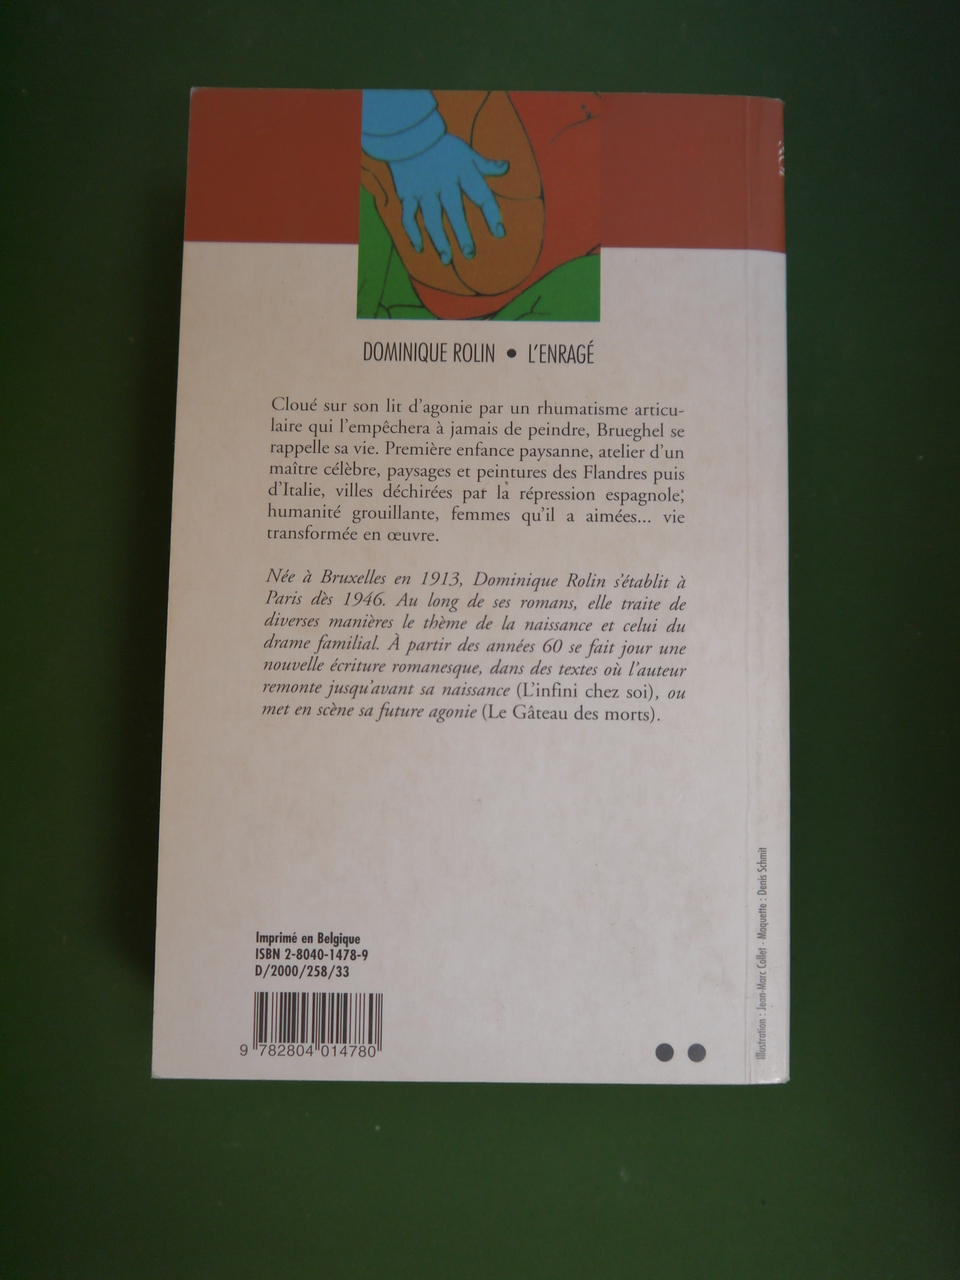 DOMINIQUE ROLIN • L'ENRAGÉ
Cloué sur son lit d'agonie par un rhumatisme articu-
laire qui l'empêchera à jamais de peindre, Brueghel se
rappelle sa vie. Première enfance paysanne, atelier d'un
maître célèbre, paysages et peintures des Flandres puis
d'Italie, villes déchirées par la répression espagnole,
humanité grouillante, femmes qu'il a aimées... vie
transformée en œuvre.
Née à Bruxelles en 1913, Dominique Rolin s'établit à
Paris dès 1946. Au long de ses romans, elle traite de
diverses manières le thème de la naissance et celui du
drame familial. À partir des années 60 se fait jour une
nouvelle écriture romanesque, dans des textes où l'auteur
remonte jusqu'avant sa naissance (L'infini chez soi), ou
met en scène sa future agonie (Le Gâteau des morts).
Imprimé en Belgique
ISBN 2-8040-1478-9
D/2000/258/33
9 782804 014780
Illustration : Jean-Marc Collet - Maquette : Denis Schmit